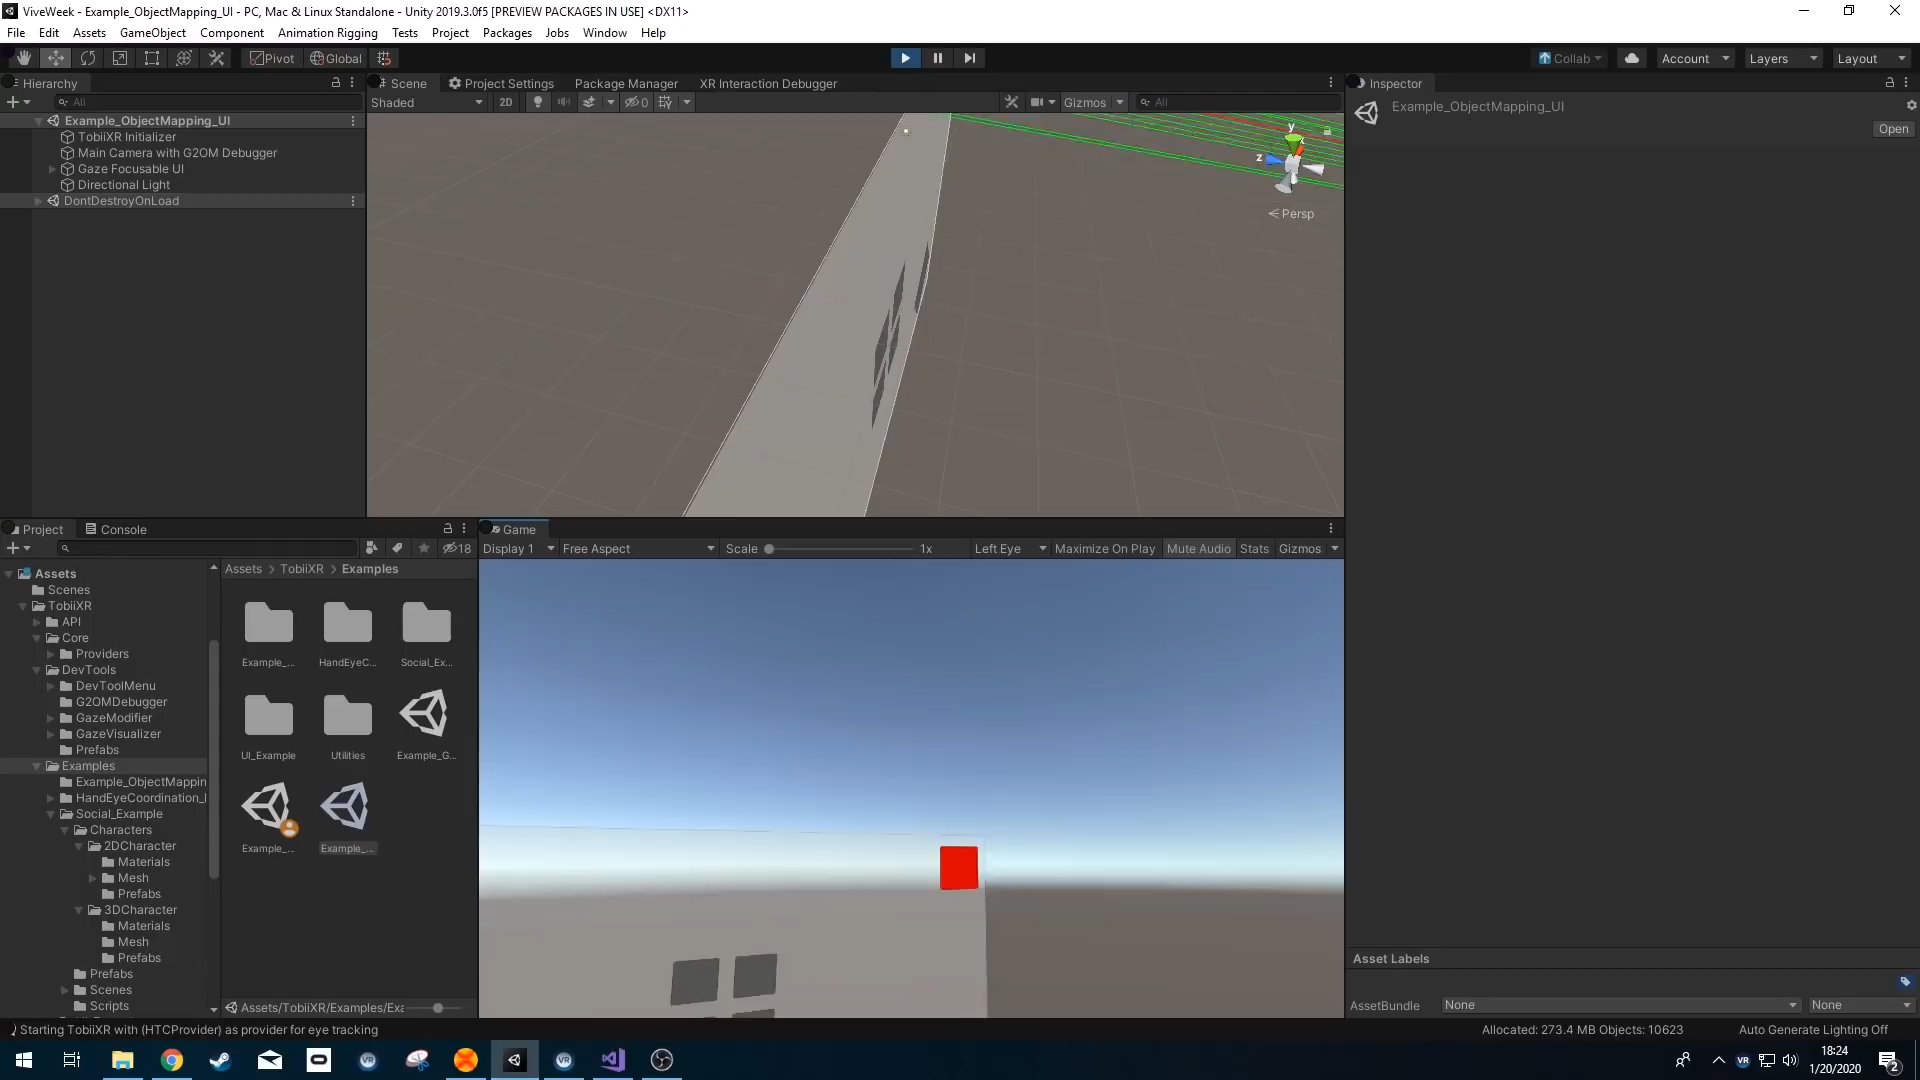 ViveWeek - Example_ObjectMapping_UI - PC, Mac & Linux Standalone - Unity 2019.3.0f5 [PREVIEW PACKAGES IN USE] <DX11>
File Edit Assets GameObject Component Animation Rigging Tests Project Packages Jobs Window Help
Pivot Global Collab Account Layers Layout
Hierarchy
All
Example_ObjectMapping_UI
TobiiXR Initializer
Main Camera with G2OM Debugger
Gaze Focusable UI
Directional Light
DontDestroyOnLoad
Scene Project Settings Package Manager XR Interaction Debugger
Shaded 2D 0 Gizmos All
y
z
Persp
Inspector
Example_ObjectMapping_UI
Open
Project Console
18
Assets
Scenes
TobiiXR
API
Core
Providers
DevTools
DevToolMenu
G2OMDebugger
GazeModifier
GazeVisualizer
Prefabs
Examples
Example_ObjectMappin
HandEyeCoordination_
Social_Example
Characters
2DCharacter
Materials
Mesh
Prefabs
3DCharacter
Materials
Mesh
Prefabs
Prefabs
Scenes
Scripts
Assets > TobiiXR > Examples
Example_... HandEyeC... Social_Ex...
UI_Example Utilities Example_G...
Example_... Example_...
Assets/TobiiXR/Examples/Exa
Game
Display 1 Free Aspect Scale 1x Left Eye Maximize On Play Mute Audio Stats Gizmos
Asset Labels
AssetBundle None None
Starting TobiiXR with (HTCProvider) as provider for eye tracking
Allocated: 273.4 MB Objects: 10623 Auto Generate Lighting Off
VR
VR
VR
18:24
1/20/2020
2